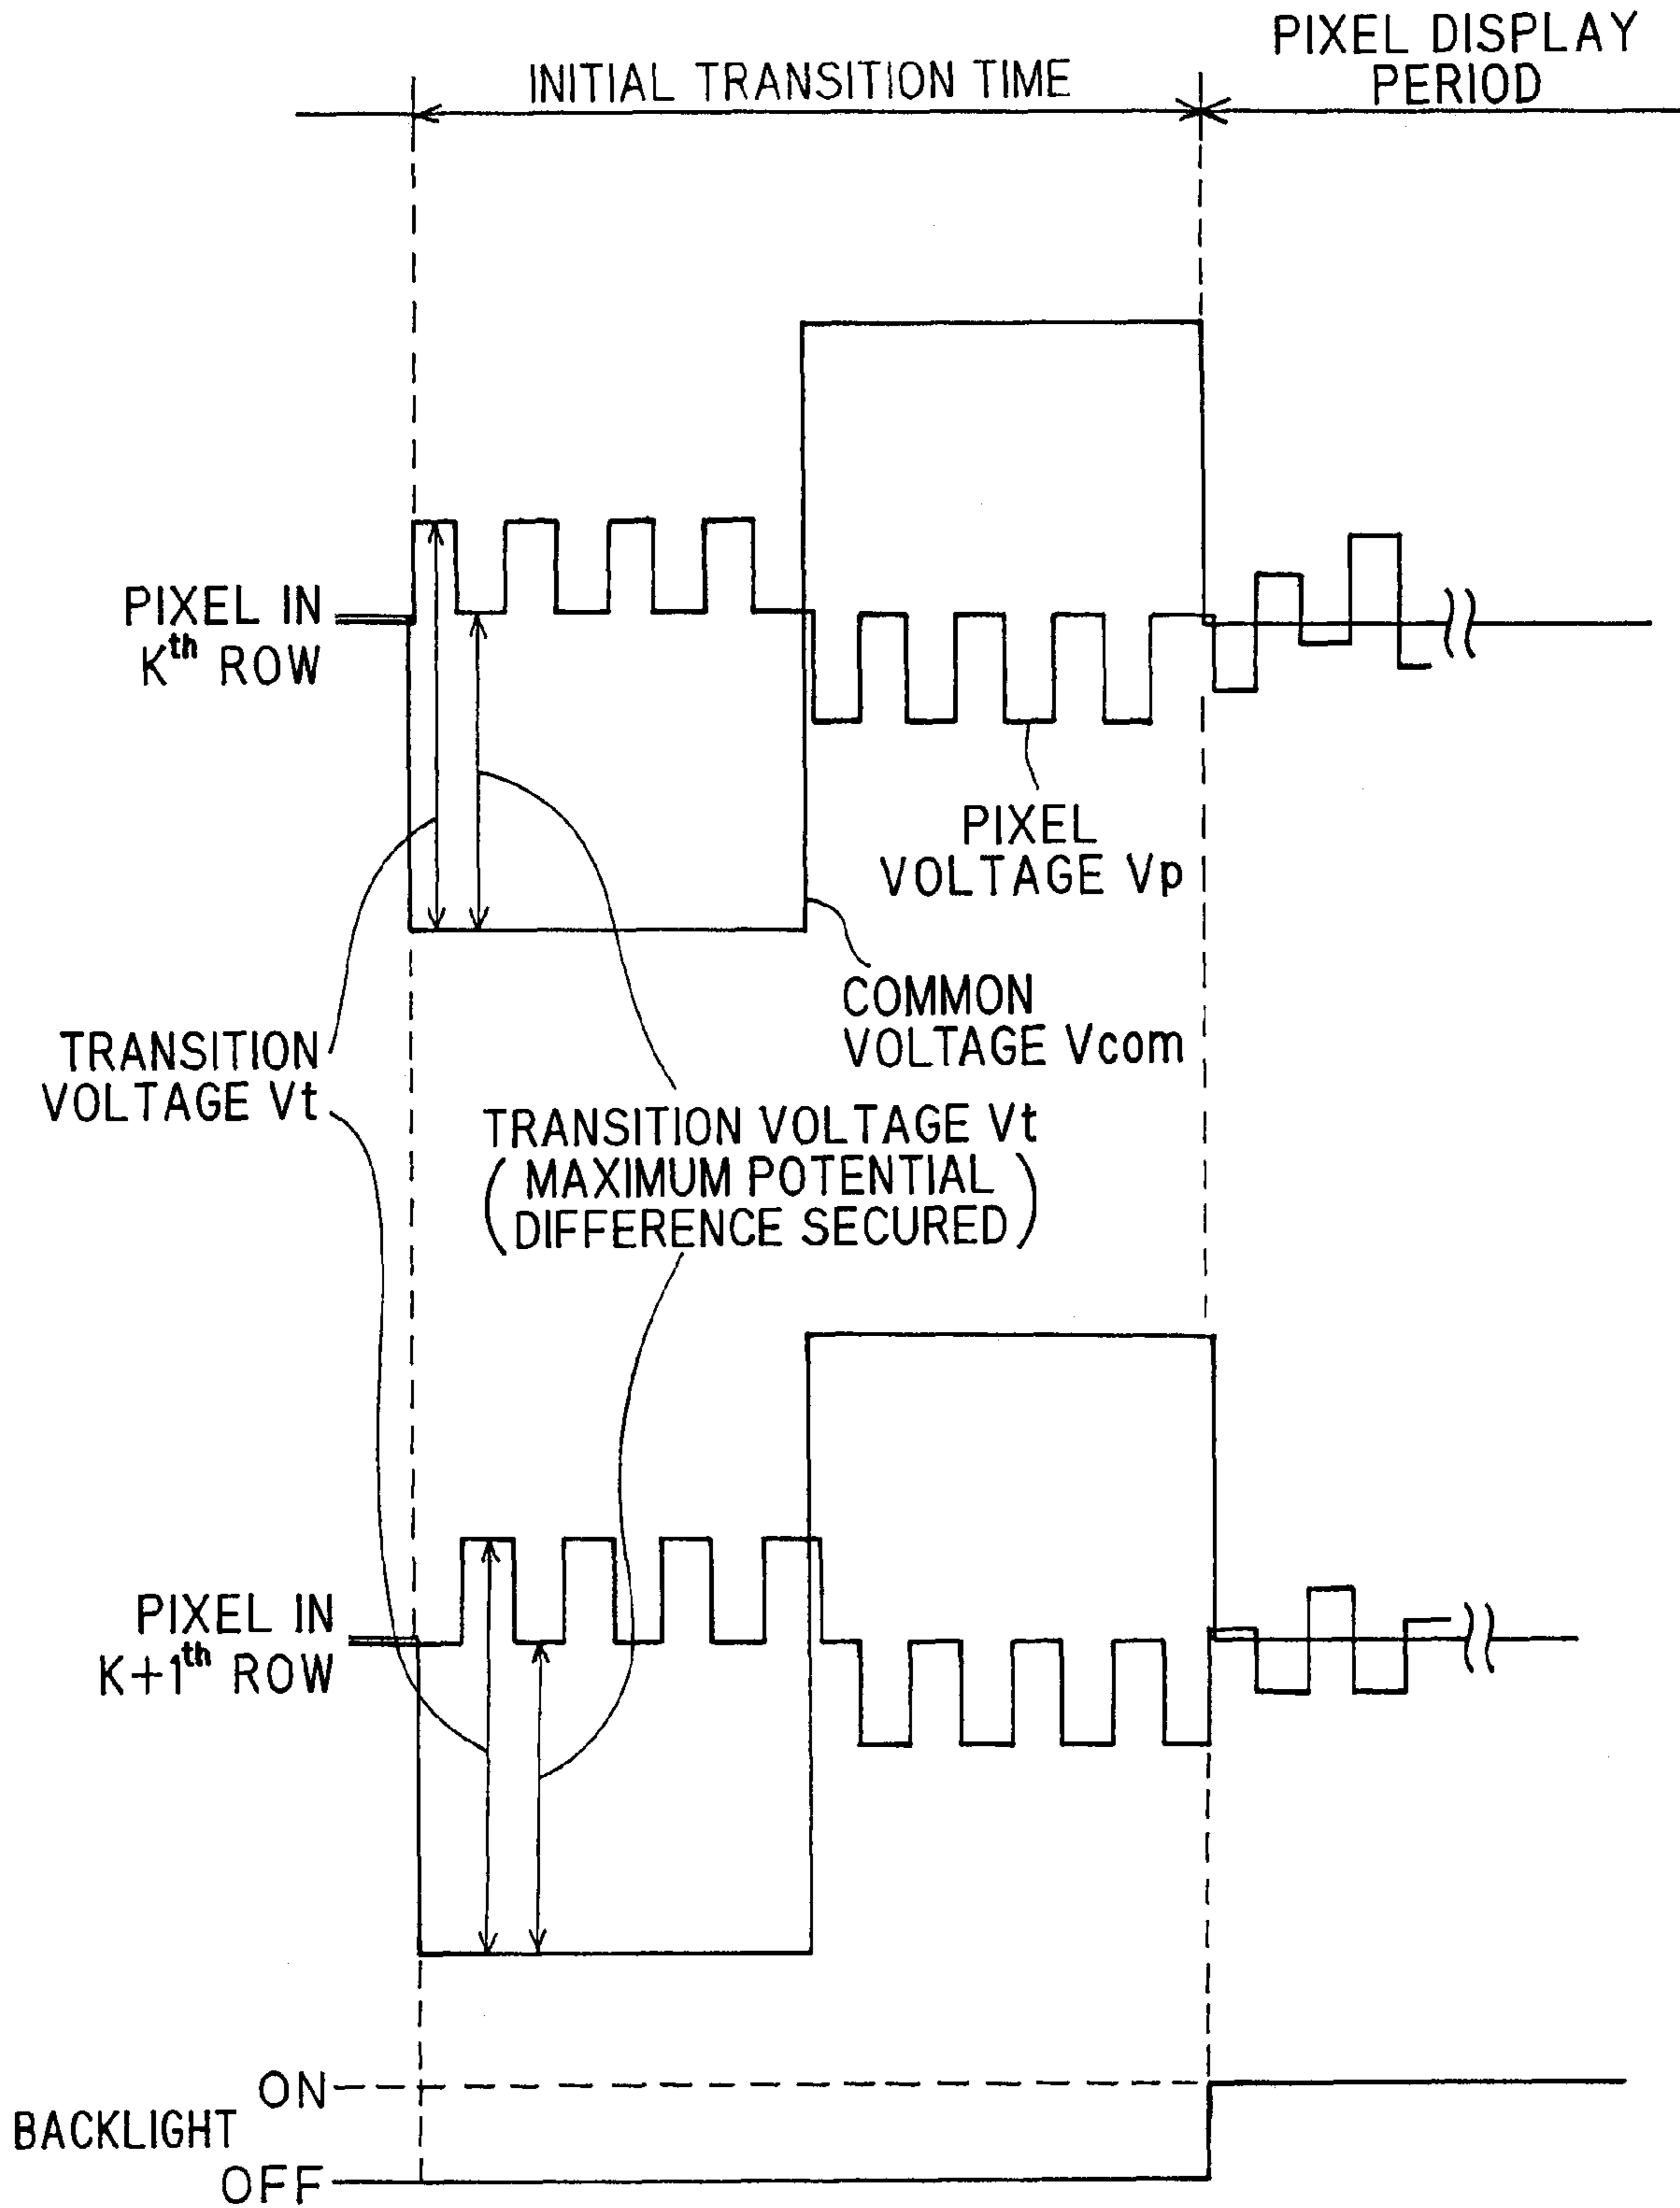 PIXEL DISPLAY
PERIOD
INITIAL TRANSITION TIME
PIXEL IN
Kth ROW
PIXEL
VOLTAGE Vp
COMMON
VOLTAGE Vcom
TRANSITION
VOLTAGE Vt
TRANSITION VOLTAGE Vt
(MAXIMUM POTENTIAL
DIFFERENCE SECURED)
PIXEL IN
K+1th ROW
ON
BACKLIGHT
OFF